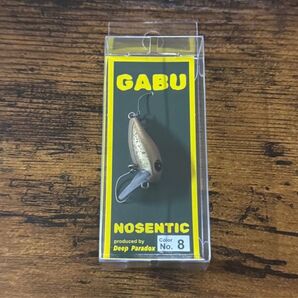 GABU
NOSENTIC
produced by
Deep Paradox
Color
No. 8